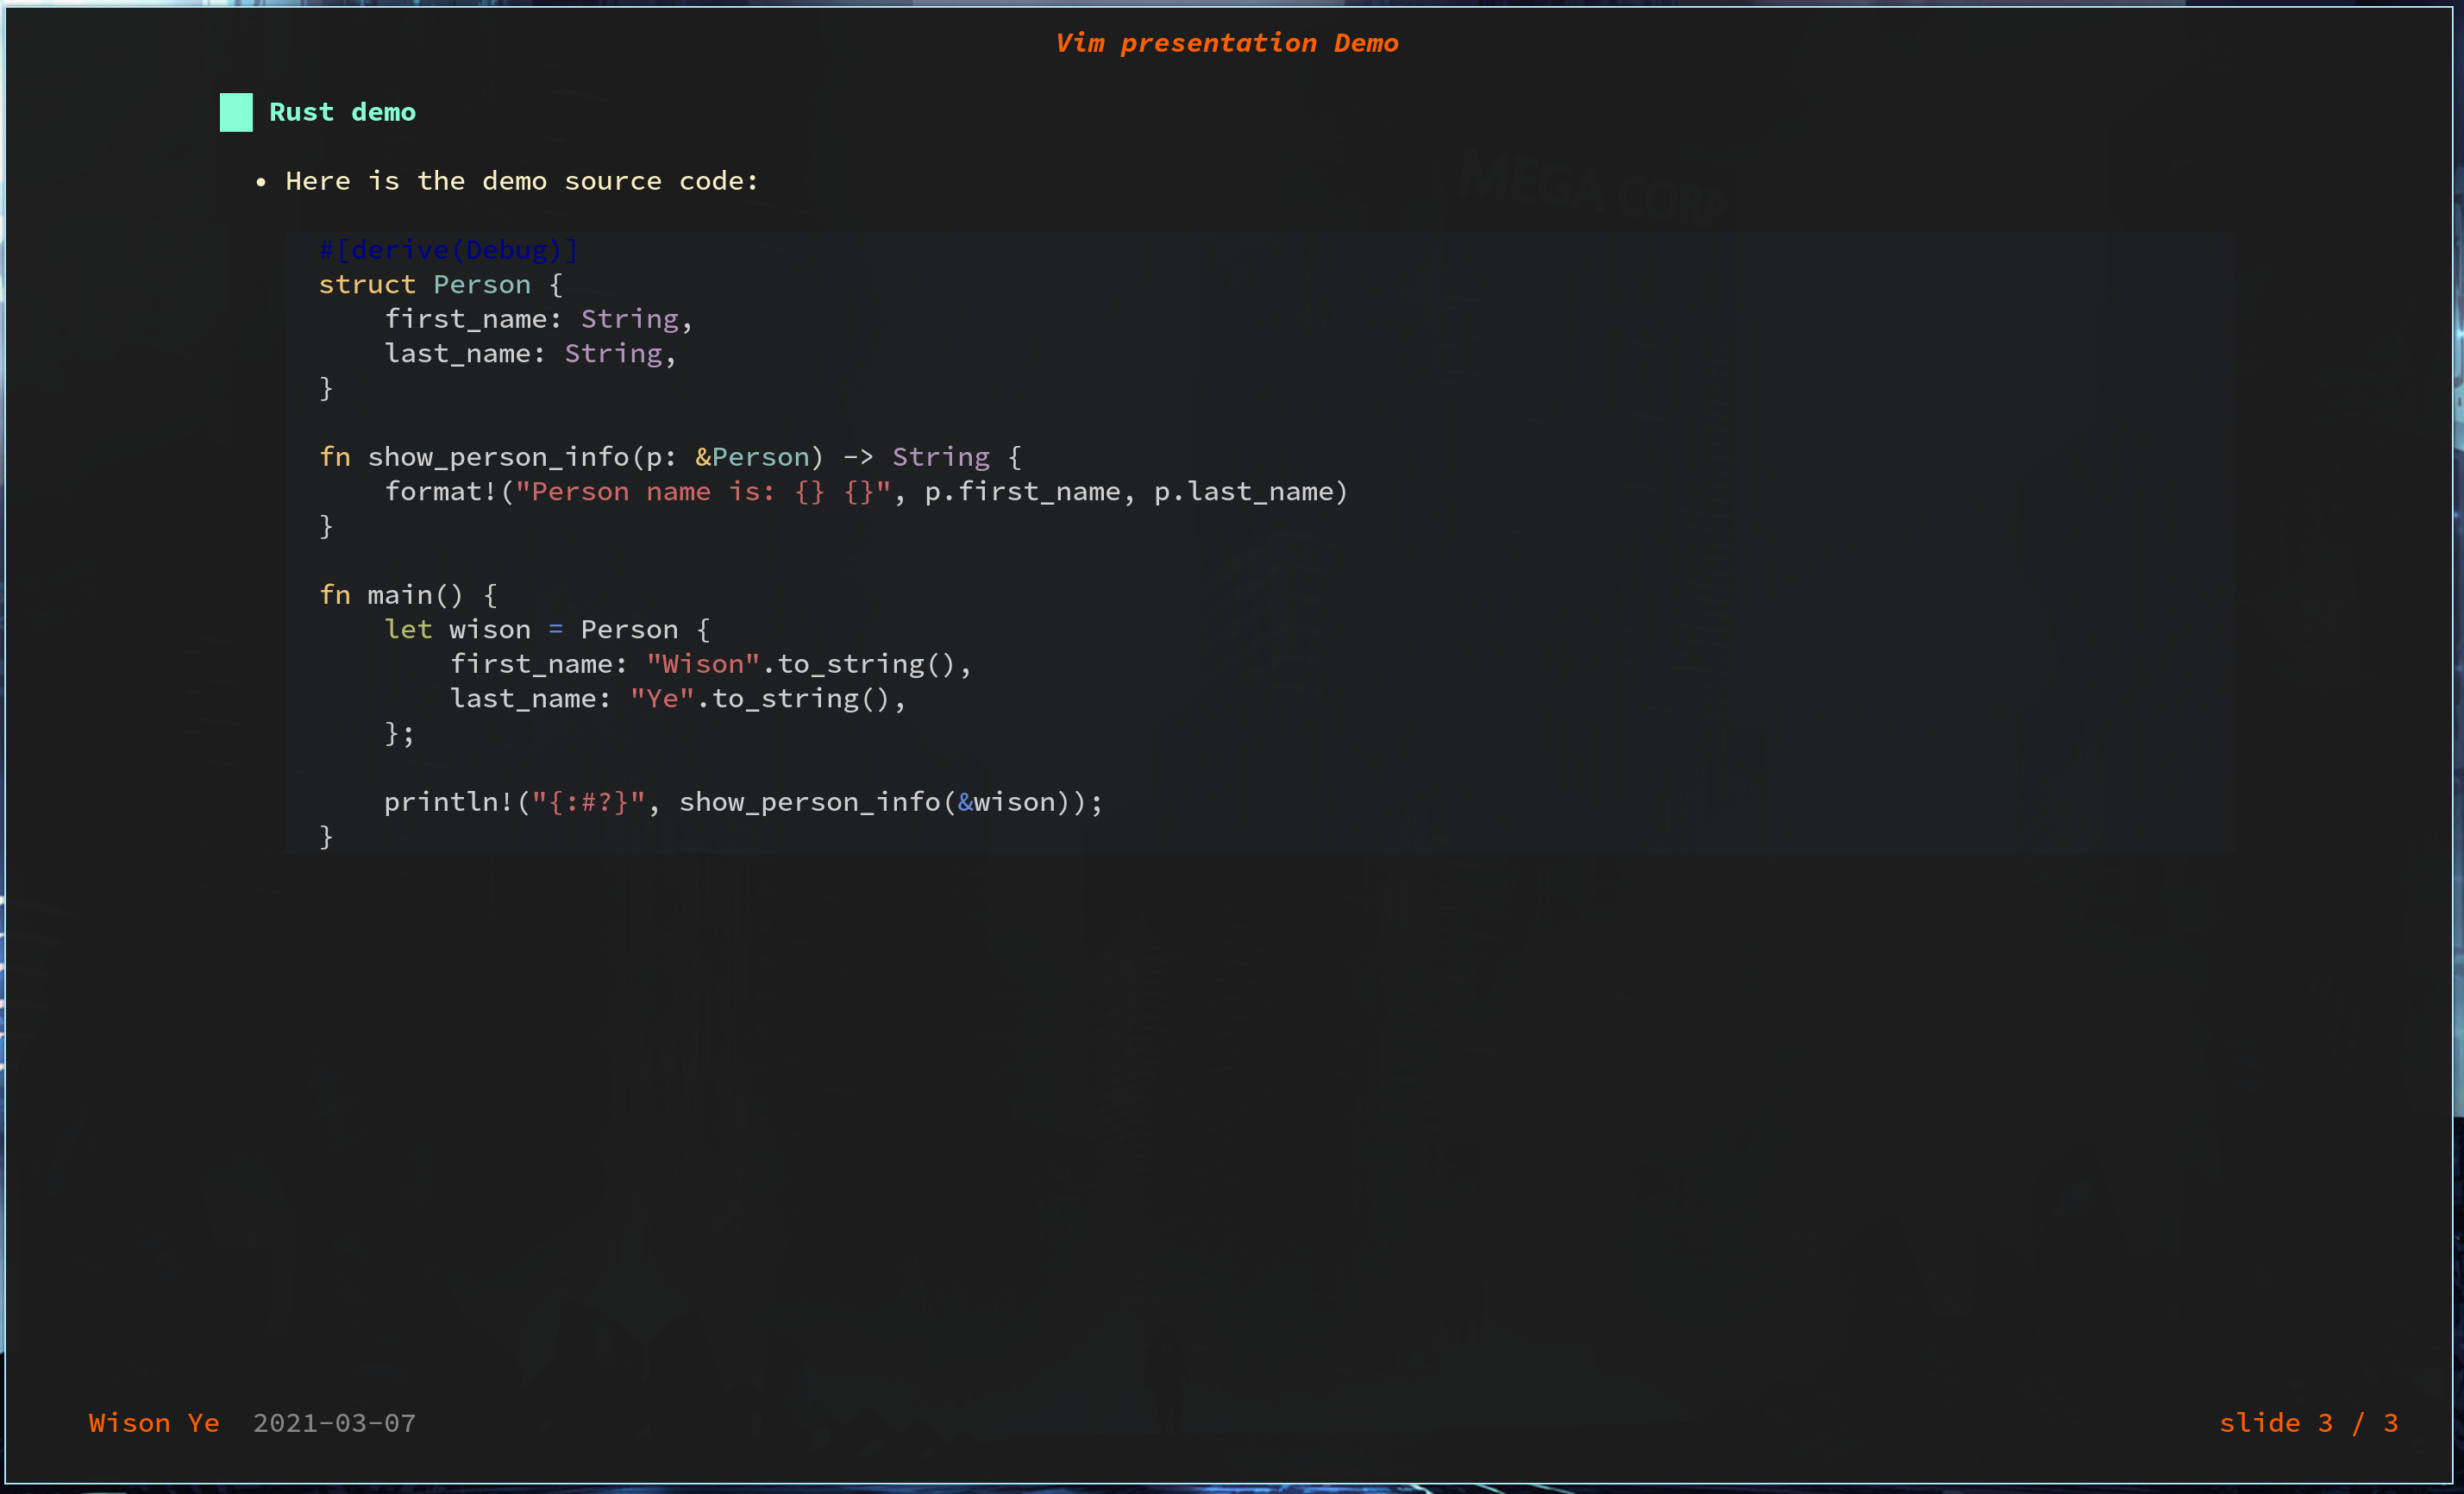 Vim presentation Demo
Rust demo
• Here is the demo source code:
MEGA CORP
#[derive(Debug)]
struct Person {
    first_name: String,
    last_name: String,
}

fn show_person_info(p: &Person) -> String {
    format!("Person name is: {} {}", p.first_name, p.last_name)
}

fn main() {
    let wison = Person {
        first_name: "Wison".to_string(),
        last_name: "Ye".to_string(),
    };

    println!("{:#?}", show_person_info(&wison));
}
Wison Ye  2021-03-07
slide 3 / 3